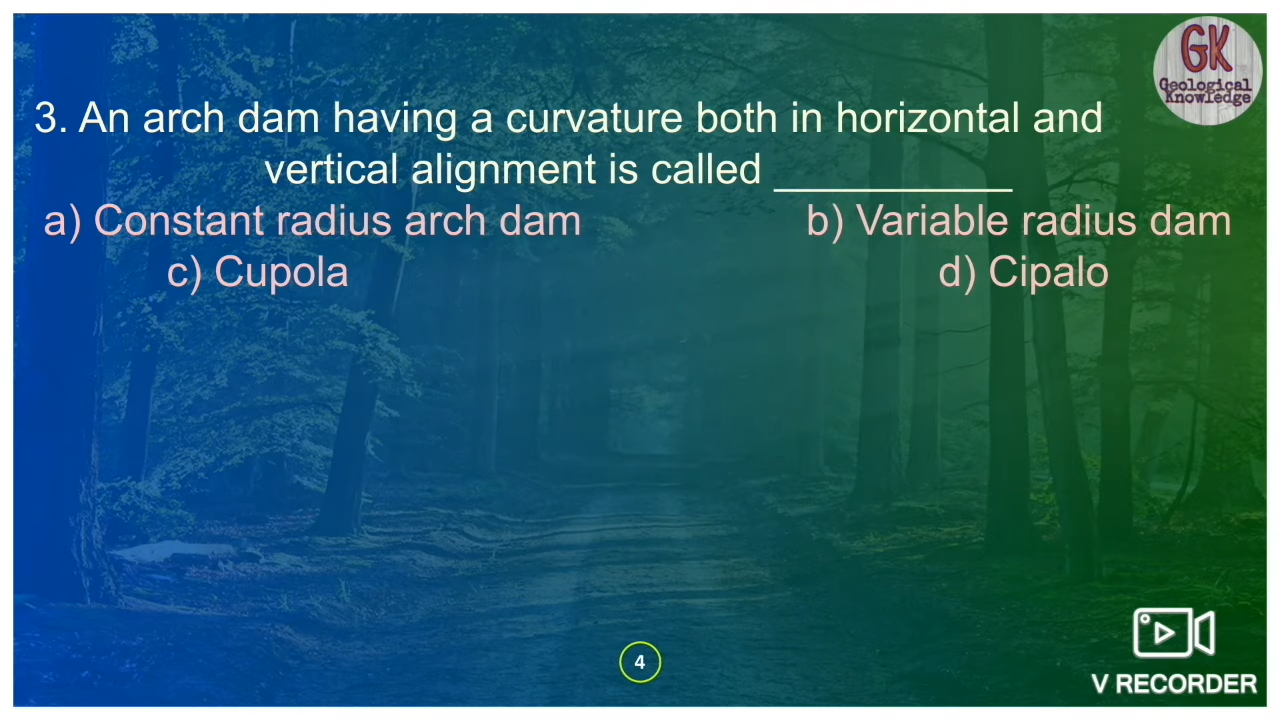 GK
Geological
Knowledge
3. An arch dam having a curvature both in horizontal and
vertical alignment is called __________
a) Constant radius arch dam b) Variable radius dam
c) Cupola d) Cipalo
4
V RECORDER